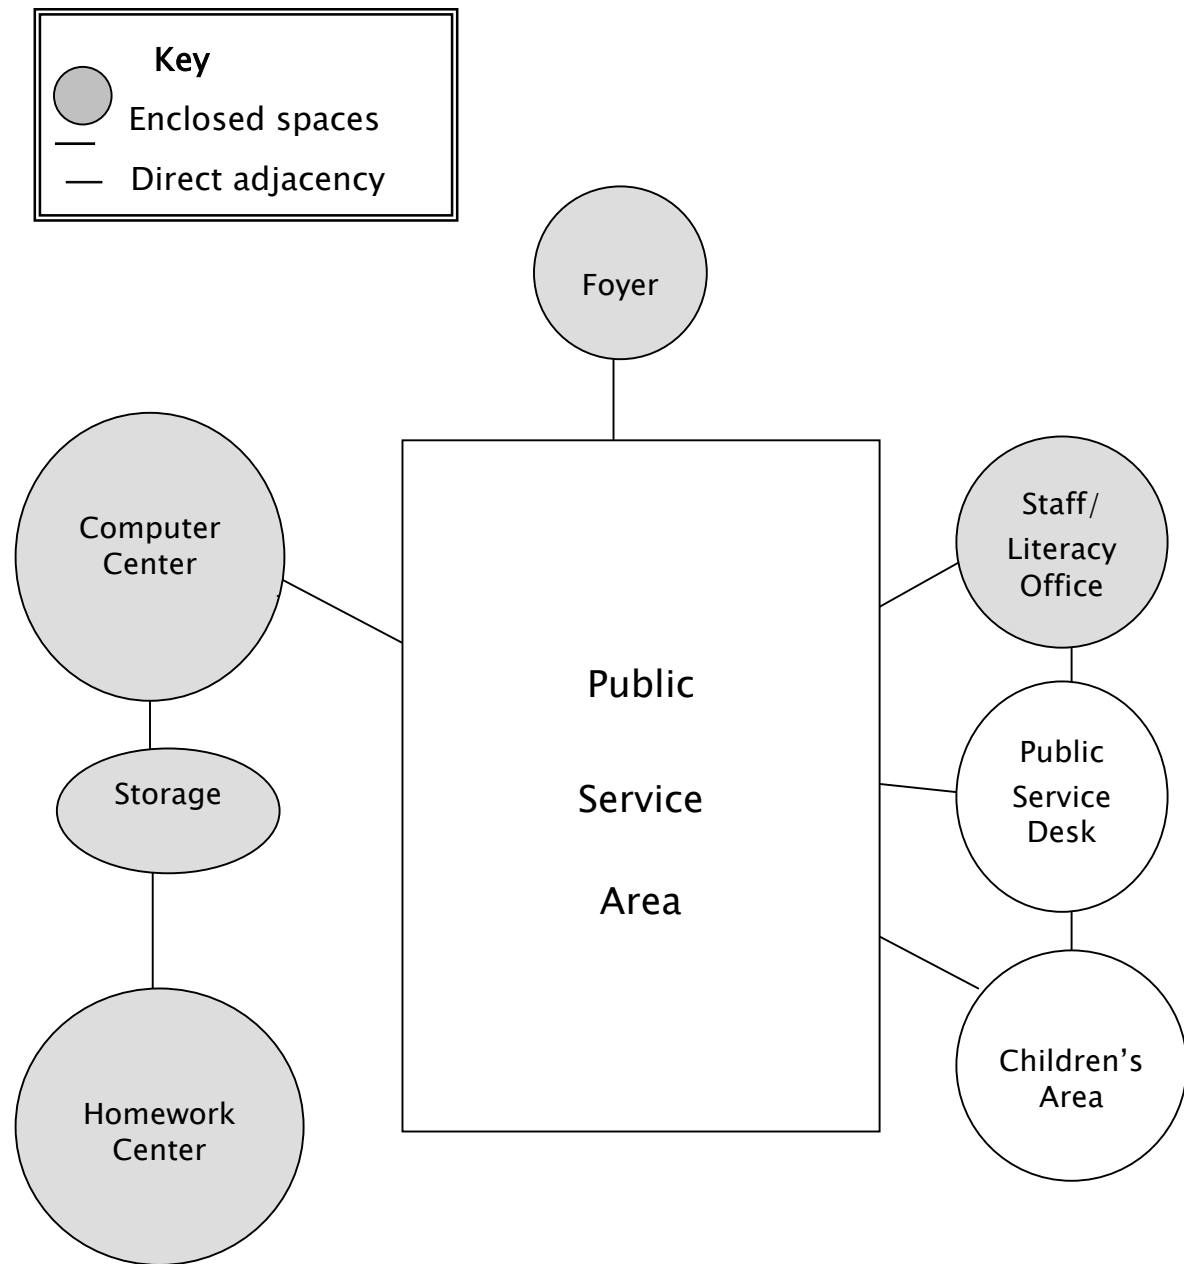 Key
Enclosed spaces
Direct adjacency
Foyer
Computer
Center
Storage
Homework
Center
Public
Service
Area
Staff/
Literacy
Office
Public
Service
Desk
Children’s
Area